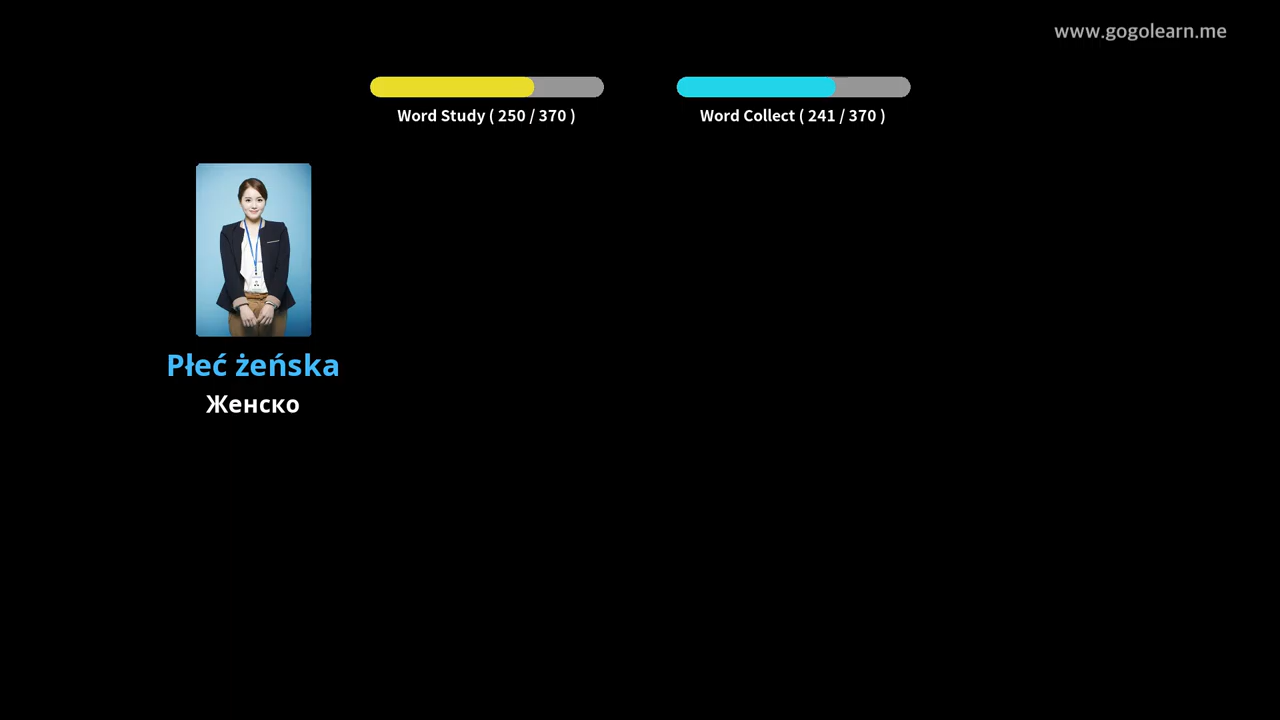 www.gogolearn.me
Word Study ( 250 / 370 )
Word Collect ( 241 / 370 )
Płeć żeńska
Женско